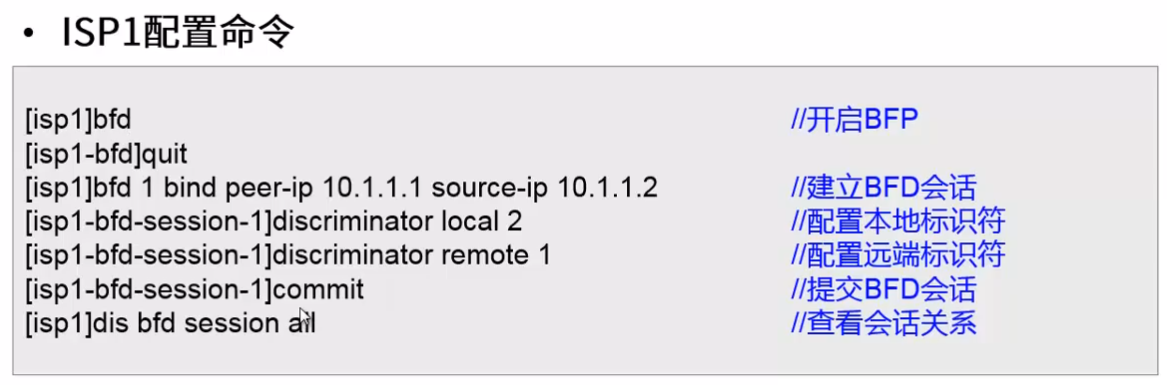 • ISP1配置命令
[isp1]bfd //开启BFP
[isp1-bfd]quit
[isp1]bfd 1 bind peer-ip 10.1.1.1 source-ip 10.1.1.2 //建立BFD会话
[isp1-bfd-session-1]discriminator local 2 //配置本地标识符
[isp1-bfd-session-1]discriminator remote 1 //配置远端标识符
[isp1-bfd-session-1]commit //提交BFD会话
[isp1]dis bfd session all //查看会话关系